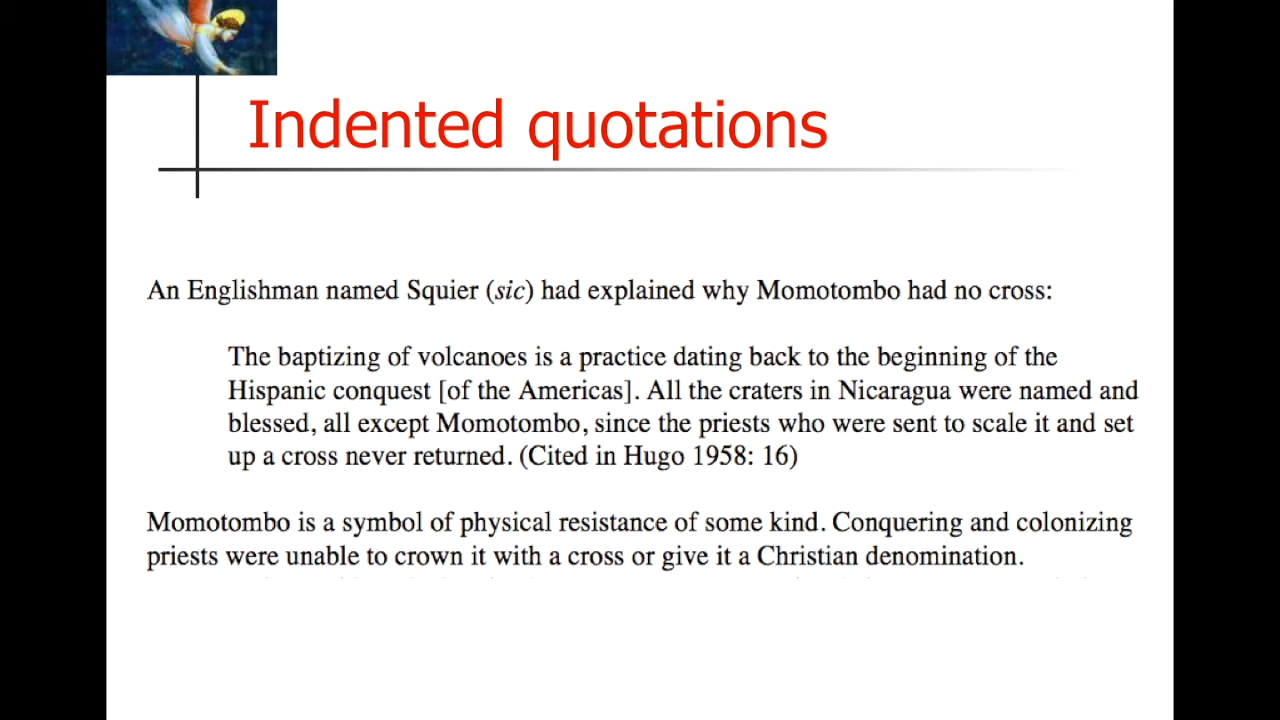 Indented quotations
An Englishman named Squier (sic) had explained why Momotombo had no cross:
The baptizing of volcanoes is a practice dating back to the beginning of the
Hispanic conquest [of the Americas]. All the craters in Nicaragua were named and
blessed, all except Momotombo, since the priests who were sent to scale it and set
up a cross never returned. (Cited in Hugo 1958: 16)
Momotombo is a symbol of physical resistance of some kind. Conquering and colonizing
priests were unable to crown it with a cross or give it a Christian denomination.